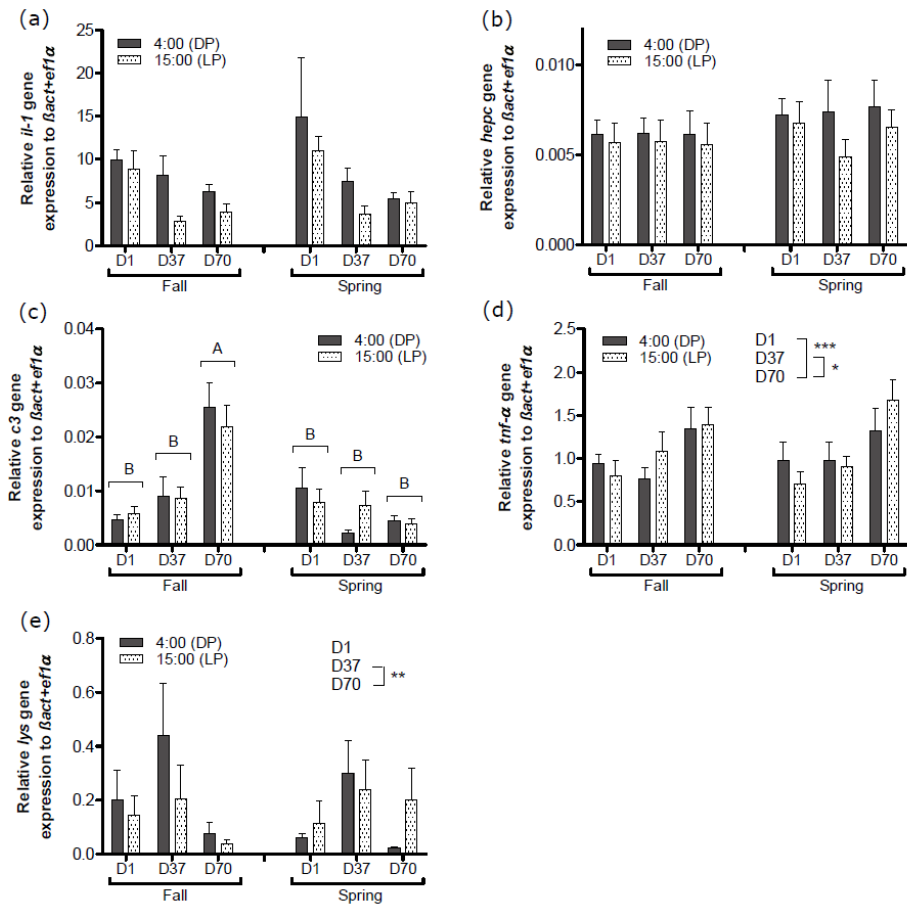 (a)
Relative il-1 gene
expression to ßact+ef1α
25
20
15
10
5
0
4:00 (DP)
15:00 (LP)
D1 D37 D70 D1 D37 D70
Fall Spring
(b)
Relative hepc gene
expression to ßact+ef1α
0.010
0.005
0.000
4:00 (DP)
15:00 (LP)
D1 D37 D70 D1 D37 D70
Fall Spring
(c)
Relative c3 gene
expression to ßact+ef1α
0.04
0.03
0.02
0.01
0.00
4:00 (DP)
15:00 (LP)
B B A B B B
D1 D37 D70 D1 D37 D70
Fall Spring
(d)
Relative tnf-α gene
expression to ßact+ef1α
2.5
2.0
1.5
1.0
0.5
0.0
4:00 (DP)
15:00 (LP)
D1
D37
D70
***
*
D1 D37 D70 D1 D37 D70
Fall Spring
(e)
Relative lys gene
expression to ßact+ef1α
0.8
0.6
0.4
0.2
0.0
4:00 (DP)
15:00 (LP)
D1
D37
D70
**
D1 D37 D70 D1 D37 D70
Fall Spring